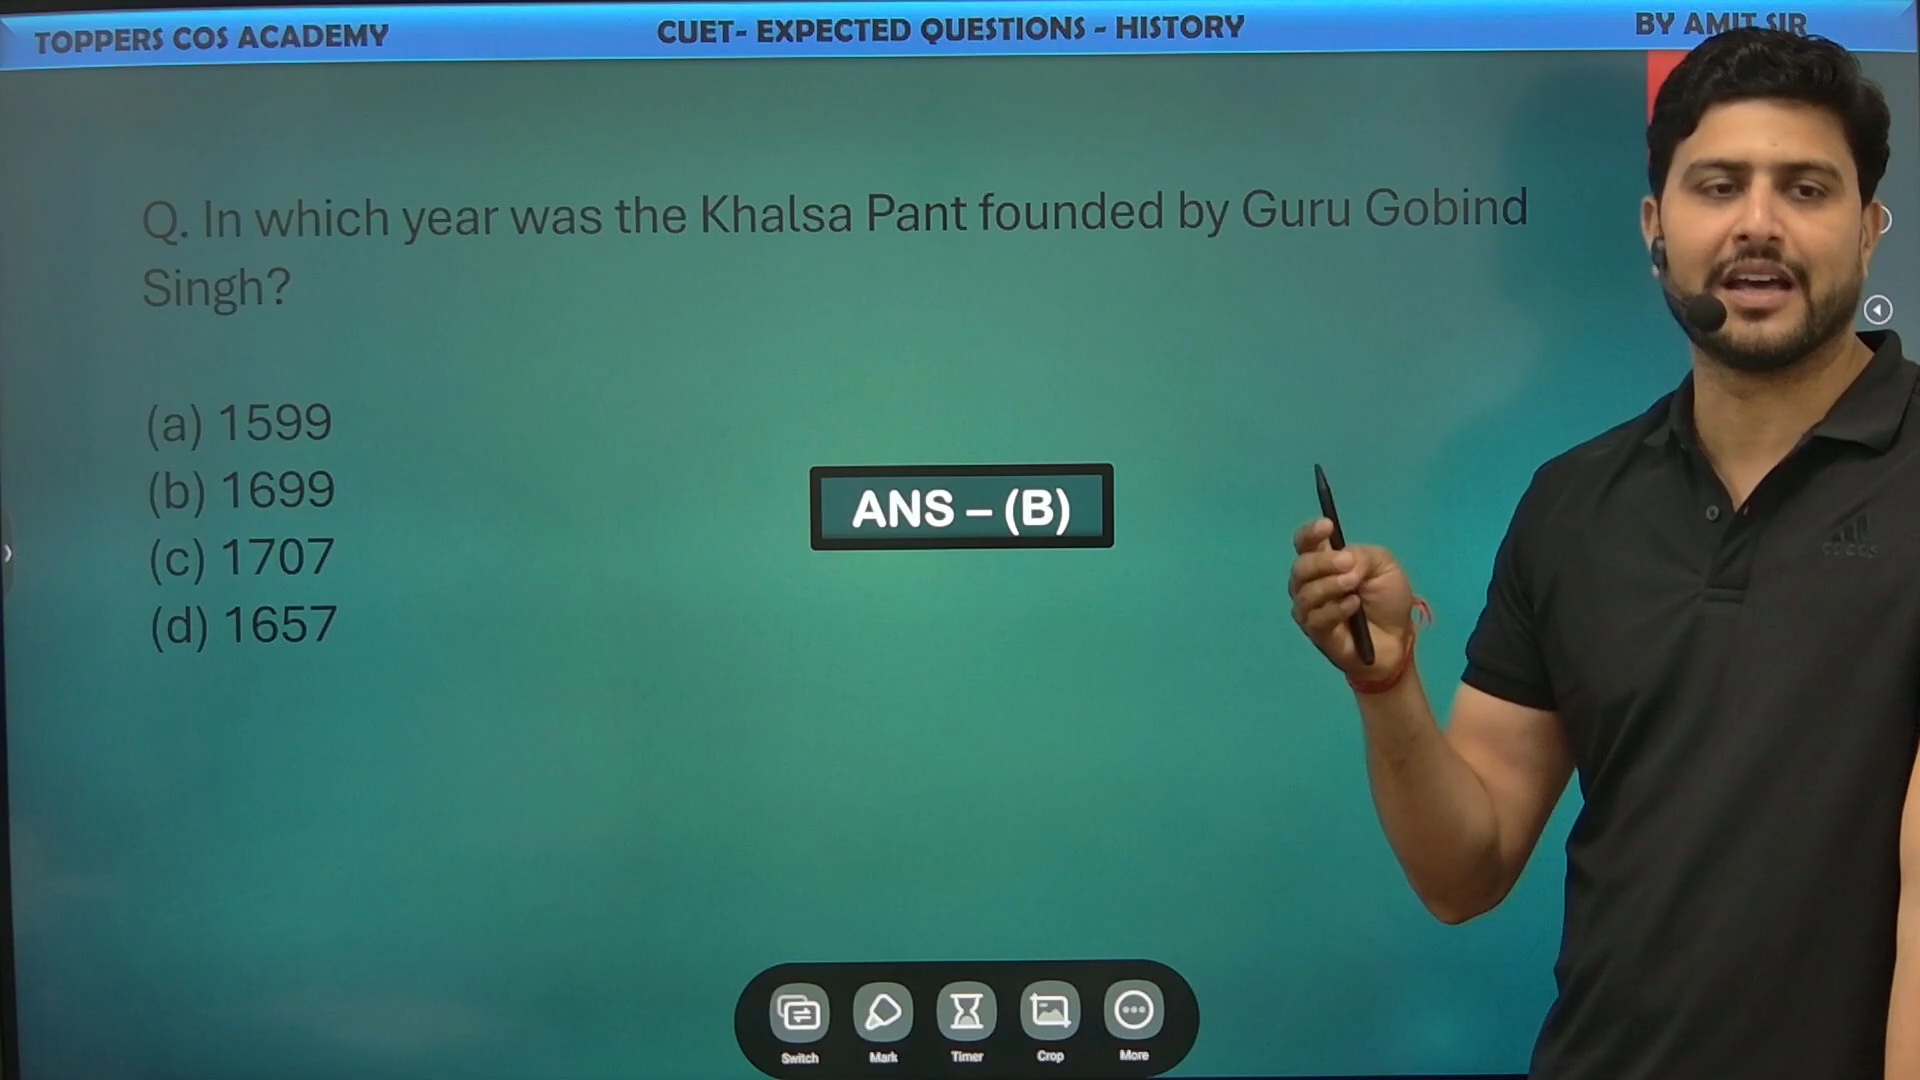 TOPPERS COS ACADEMY
CUET- EXPECTED QUESTIONS - HISTORY
BY AMIT SIR
Q. In which year was the Khalsa Pant founded by Guru Gobind
Singh?
(a) 1599
(b) 1699
(c) 1707
(d) 1657
ANS – (B)
adidas
Switch
Mark
Timer
Crop
More